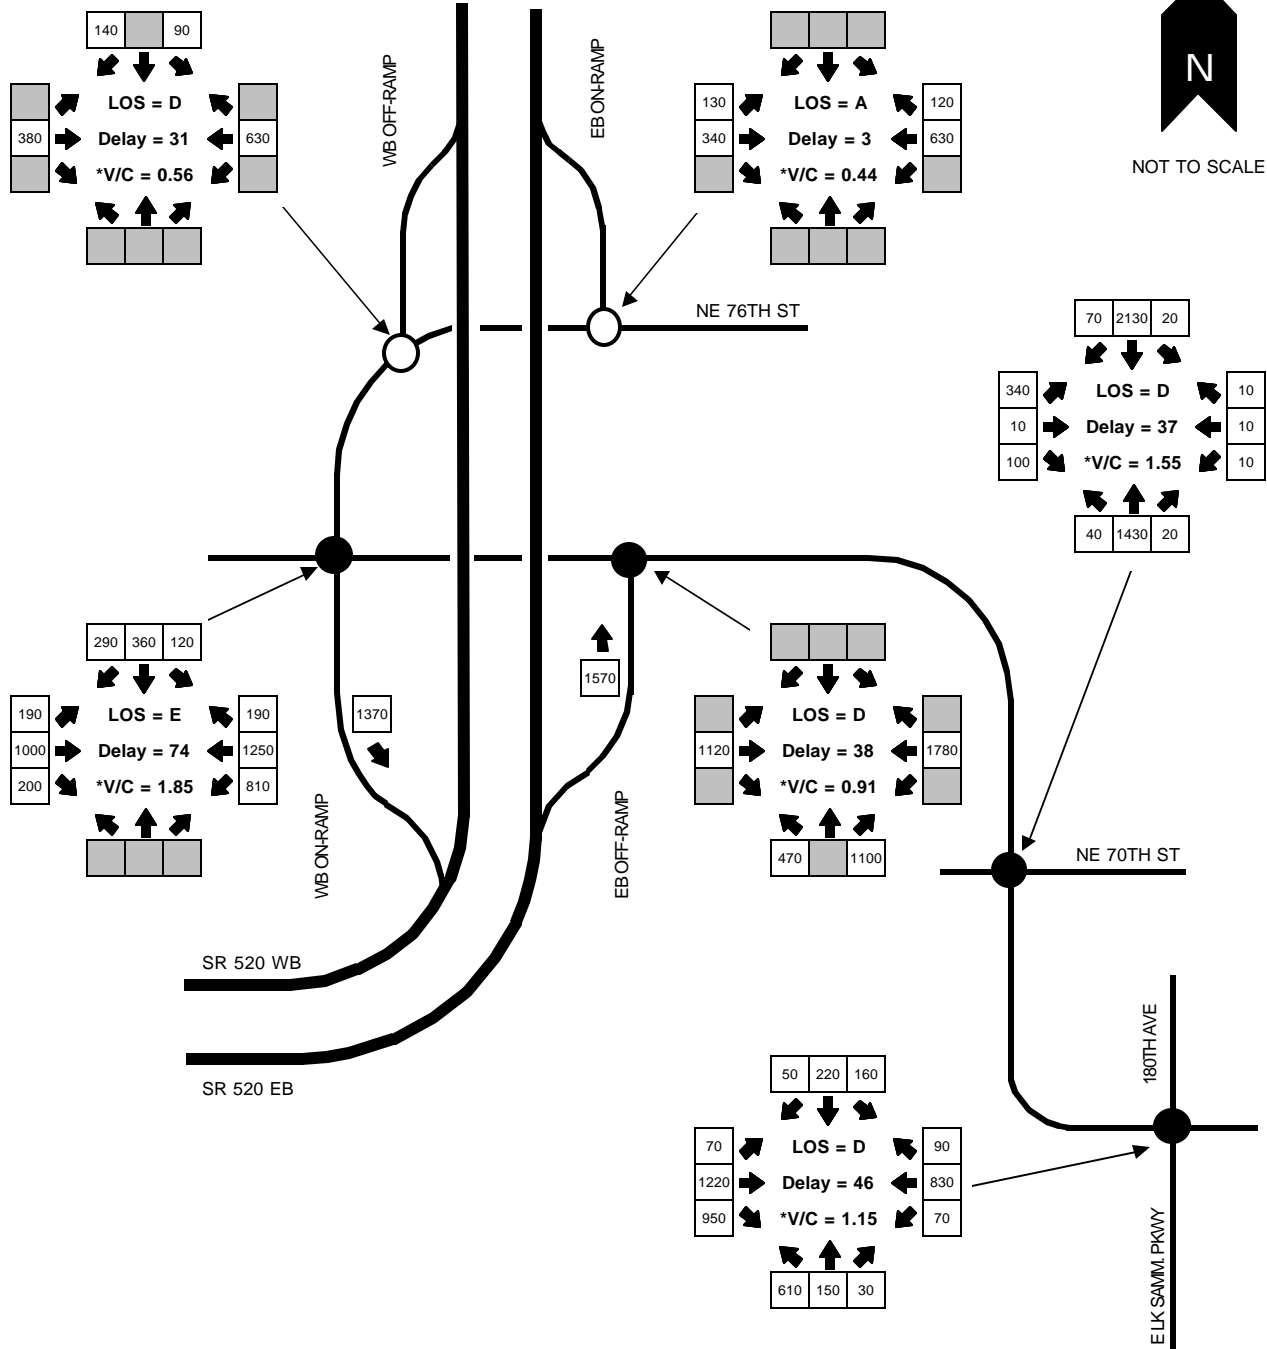 140 90
LOS = D
380 Delay = 31 630
*V/C = 0.56
WB OFF-RAMP
EB ON-RAMP
130 LOS = A 120
340 Delay = 3 630
*V/C = 0.44
N
NOT TO SCALE
NE 76TH ST
70 2130 20
340 LOS = D 10
10 Delay = 37 10
100 *V/C = 1.55 10
40 1430 20
290 360 120
190 LOS = E 190
1000 Delay = 74 1250
200 *V/C = 1.85 810
1370
WB ON-RAMP
1570
EB OFF-RAMP
LOS = D
1120 Delay = 38 1780
*V/C = 0.91
470 1100
NE 70TH ST
SR 520 WB
SR 520 EB
180TH AVE
50 220 160
70 LOS = D 90
1220 Delay = 46 830
950 *V/C = 1.15 70
610 150 30
E LK SAMM. PKWY